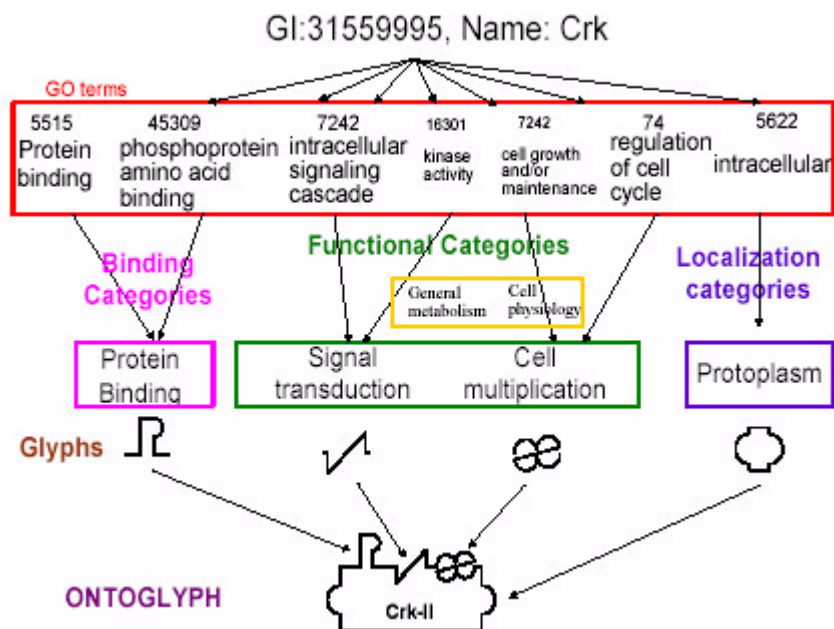 GI:31559995, Name: Crk
GO terms
5515
Protein
binding
45309
phosphoprotein
amino acid
binding
7242
intracellular
signaling
cascade
16301
kinase
activity
7242
cell growth
and/or
maintenance
74
regulation
of cell
cycle
5622
intracellular
Binding
Categories
Functional Categories
General
metabolism
Cell
physiology
Localization
categories
Protein
Binding
Signal
transduction
Cell
multiplication
Protoplasm
Glyphs
ONTOGLYPH
Crk-II